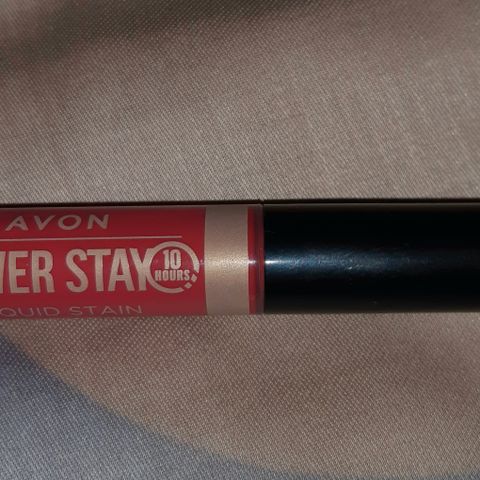 AVON
WER STAY 10
HOURS
QUID STAIN